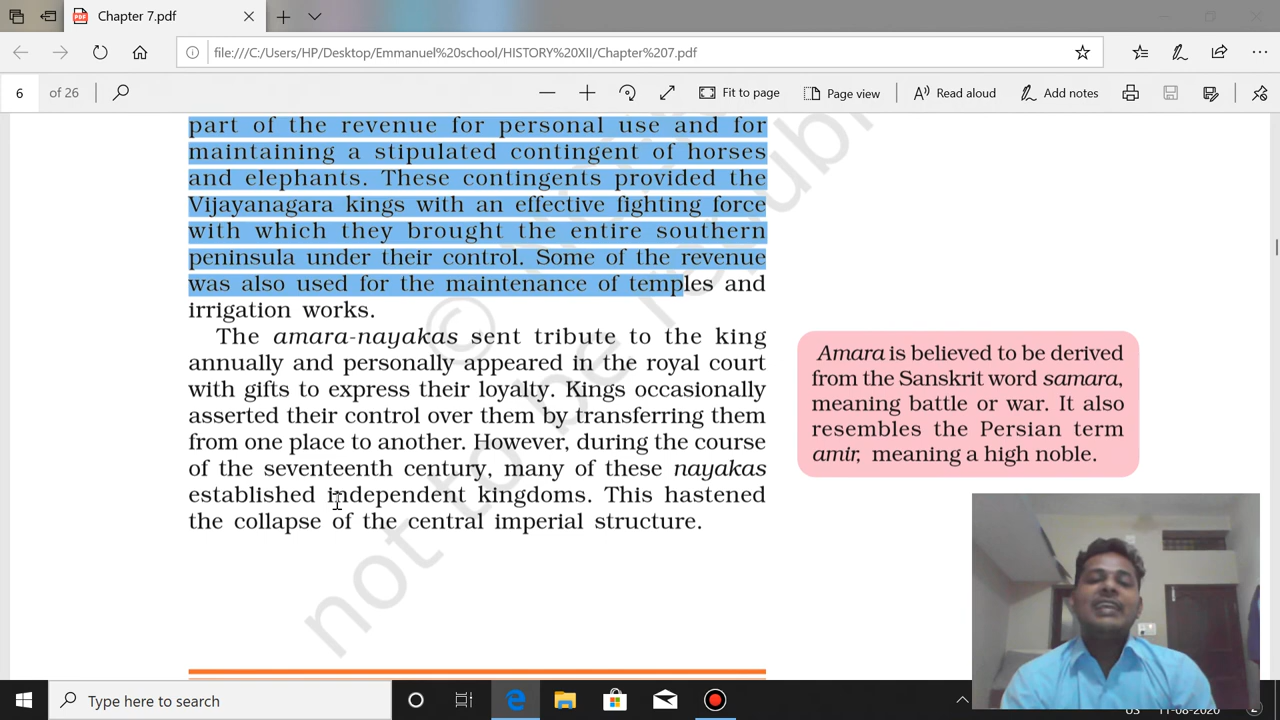 Chapter 7.pdf
file:///C:/Users/HP/Desktop/Emmanuel%20school/HISTORY%20XII/Chapter%207.pdf
6 of 26
Fit to page
Page view
Read aloud
Add notes
part of the revenue for personal use and for
maintaining a stipulated contingent of horses
and elephants. These contingents provided the
Vijayanagara kings with an effective fighting force
with which they brought the entire southern
peninsula under their control. Some of the revenue
was also used for the maintenance of temples and
irrigation works.
The amara-nayakas sent tribute to the king
annually and personally appeared in the royal court
with gifts to express their loyalty. Kings occasionally
asserted their control over them by transferring them
from one place to another. However, during the course
of the seventeenth century, many of these nayakas
established independent kingdoms. This hastened
the collapse of the central imperial structure.
Amara is believed to be derived
from the Sanskrit word samara,
meaning battle or war. It also
resembles the Persian term
amir, meaning a high noble.
not to be republ
Type here to search
US
11-08-2020